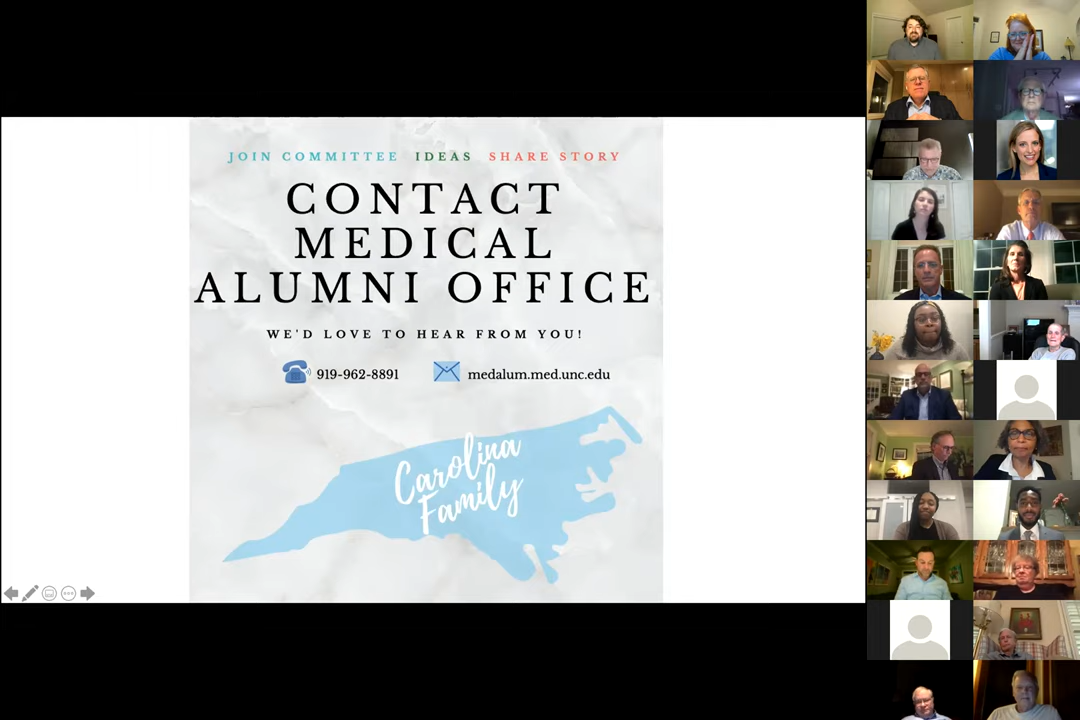 JOIN COMMITTEE IDEAS SHARE STORY
CONTACT
MEDICAL
ALUMNI OFFICE
WE'D LOVE TO HEAR FROM YOU!
919-962-8891 medalum.med.unc.edu
Carolina
Family